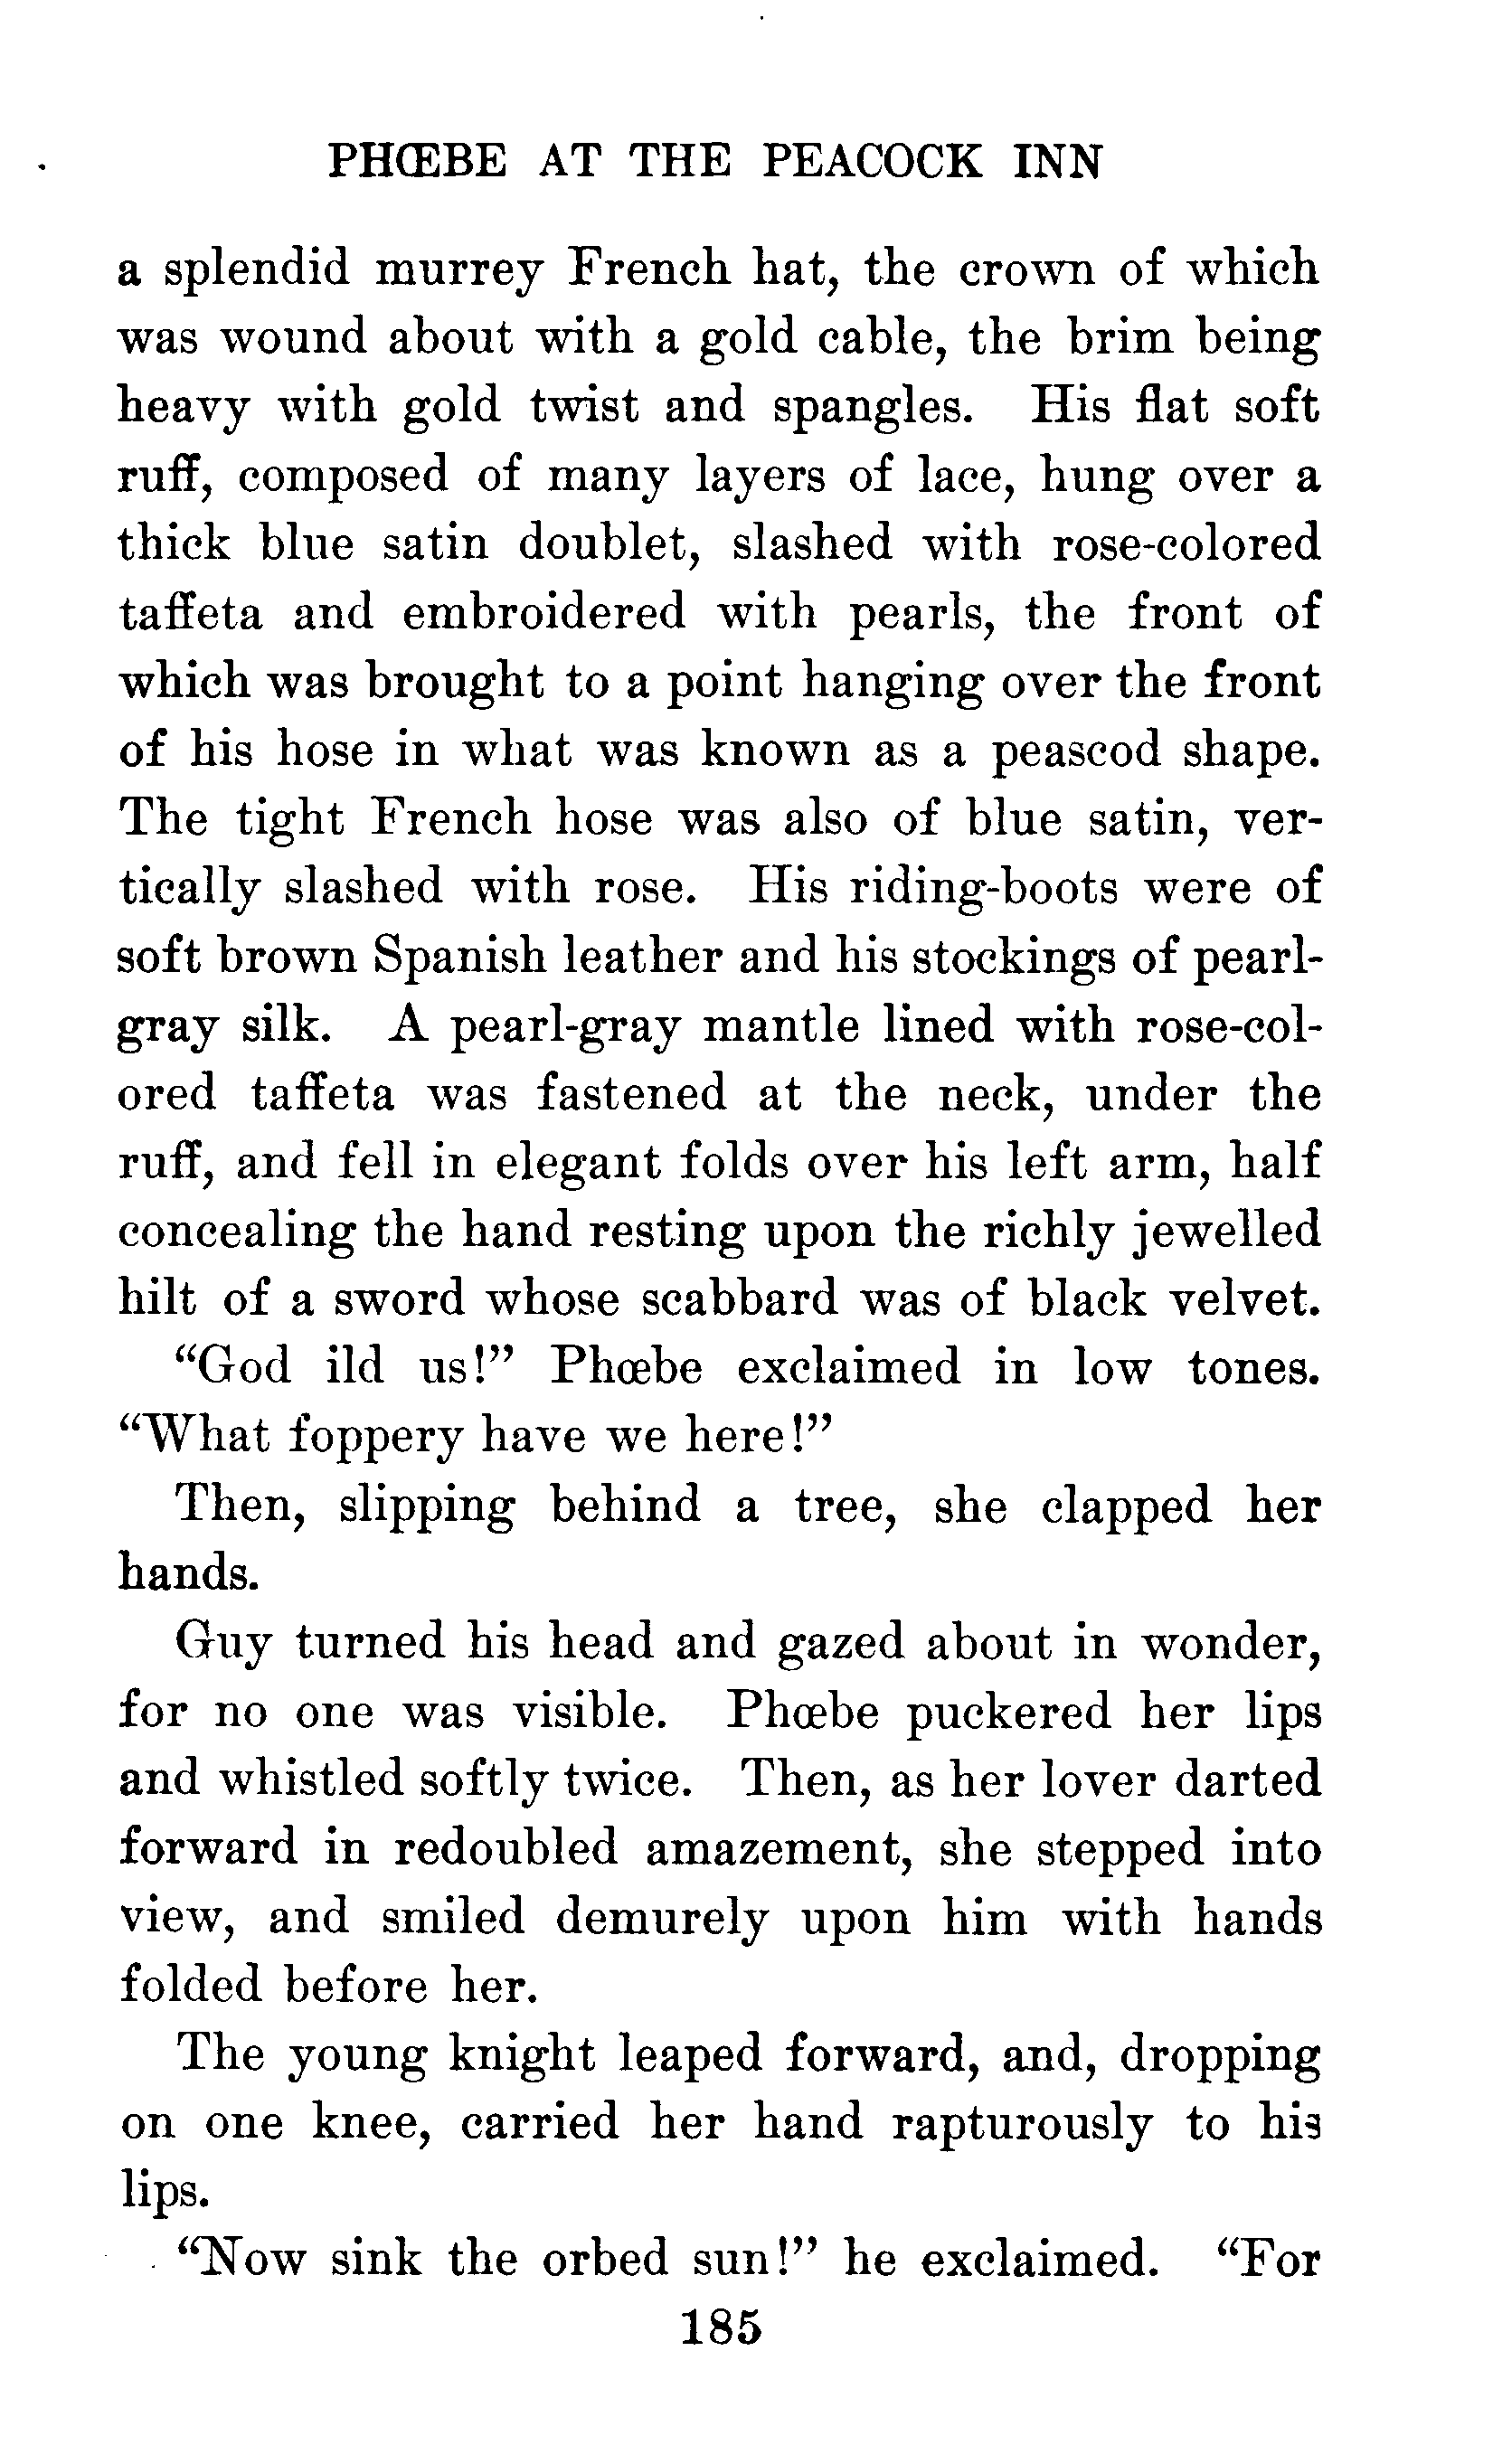 PHŒBE AT THE PEACOCK INN
a splendid murrey French hat, the crown of which
was wound about with a gold cable, the brim being
heavy with gold twist and spangles. His flat soft
ruff, composed of many layers of lace, hung over a
thick blue satin doublet, slashed with rose-colored
taffeta and embroidered with pearls, the front of
which was brought to a point hanging over the front
of his hose in what was known as a peascod shape.
The tight French hose was also of blue satin, ver-
tically slashed with rose. His riding-boots were of
soft brown Spanish leather and his stockings of pearl-
gray silk. A pearl-gray mantle lined with rose-col-
ored taffeta was fastened at the neck, under the
ruff, and fell in elegant folds over his left arm, half
concealing the hand resting upon the richly jewelled
hilt of a sword whose scabbard was of black velvet.
"God ild us!" Phœbe exclaimed in low tones.
"What foppery have we here!"
Then, slipping behind a tree, she clapped her
hands.
Guy turned his head and gazed about in wonder,
for no one was visible. Phœbe puckered her lips
and whistled softly twice. Then, as her lover darted
forward in redoubled amazement, she stepped into
view, and smiled demurely upon him with hands
folded before her.
The young knight leaped forward, and, dropping
on one knee, carried her hand rapturously to his
lips.
"Now sink the orbed sun!" he exclaimed. "For
185